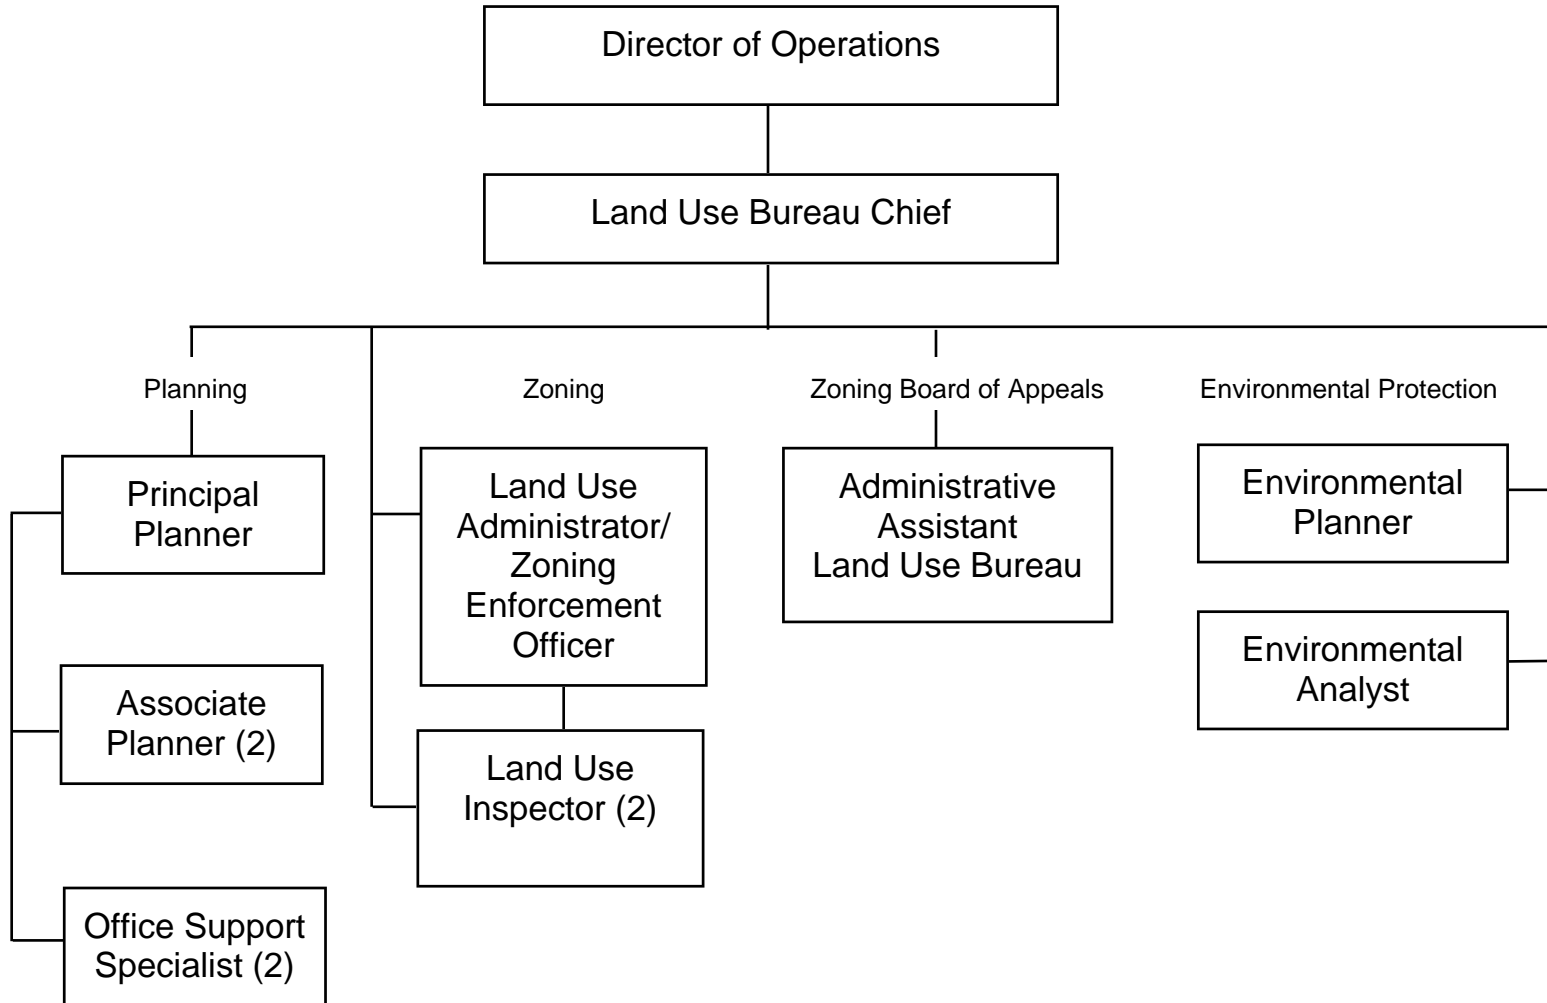 Director of Operations
Land Use Bureau Chief
Planning
Zoning
Zoning Board of Appeals
Environmental Protection
Principal
Planner
Associate
Planner (2)
Office Support
Specialist (2)
Land Use
Administrator/
Zoning
Enforcement
Officer
Land Use
Inspector (2)
Administrative
Assistant
Land Use Bureau
Environmental
Planner
Environmental
Analyst